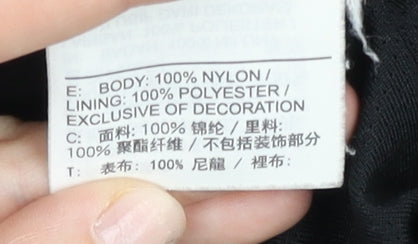 E: BODY: 100% NYLON /
LINING: 100% POLYESTER /
EXCLUSIVE OF DECORATION
C: 面料: 100% 锦纶 / 里料:
100% 聚酯纤维 / 不包括装饰部分
T: 表布: 100% 尼龍 / 裡布: